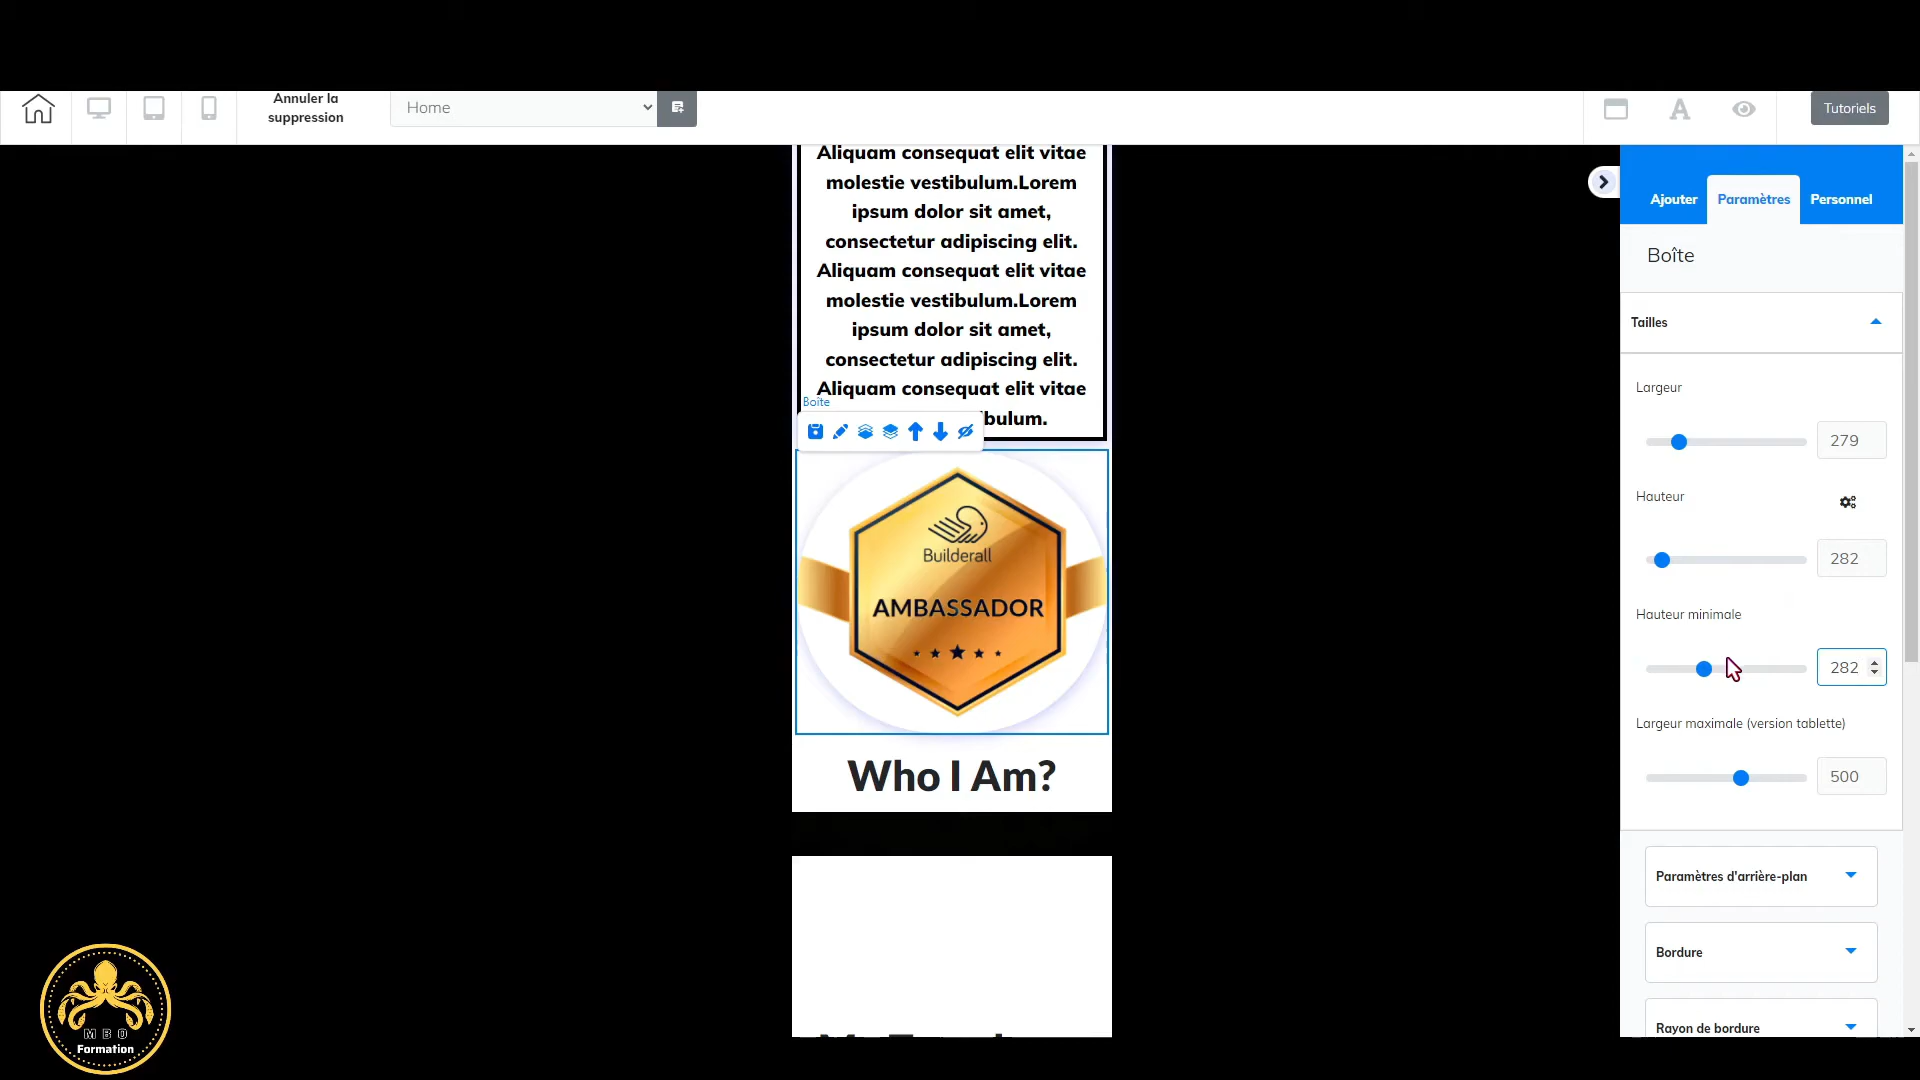 Annuler la
suppression
Home
Tutoriels
Ajouter
Paramètres
Personnel
Aliquam consequat elit vitae
molestie vestibulum.Lorem
ipsum dolor sit amet,
consectetur adipiscing elit.
Aliquam consequat elit vitae
molestie vestibulum.Lorem
ipsum dolor sit amet,
consectetur adipiscing elit.
Aliquam consequat elit vitae
Boîte
bulum.
Builderall
AMBASSADOR
Who I Am?
Boîte
Tailles
Largeur
279
Hauteur
282
Hauteur minimale
282
Largeur maximale (version tablette)
500
Paramètres d'arrière-plan
Bordure
Rayon de bordure
M B O
Formation